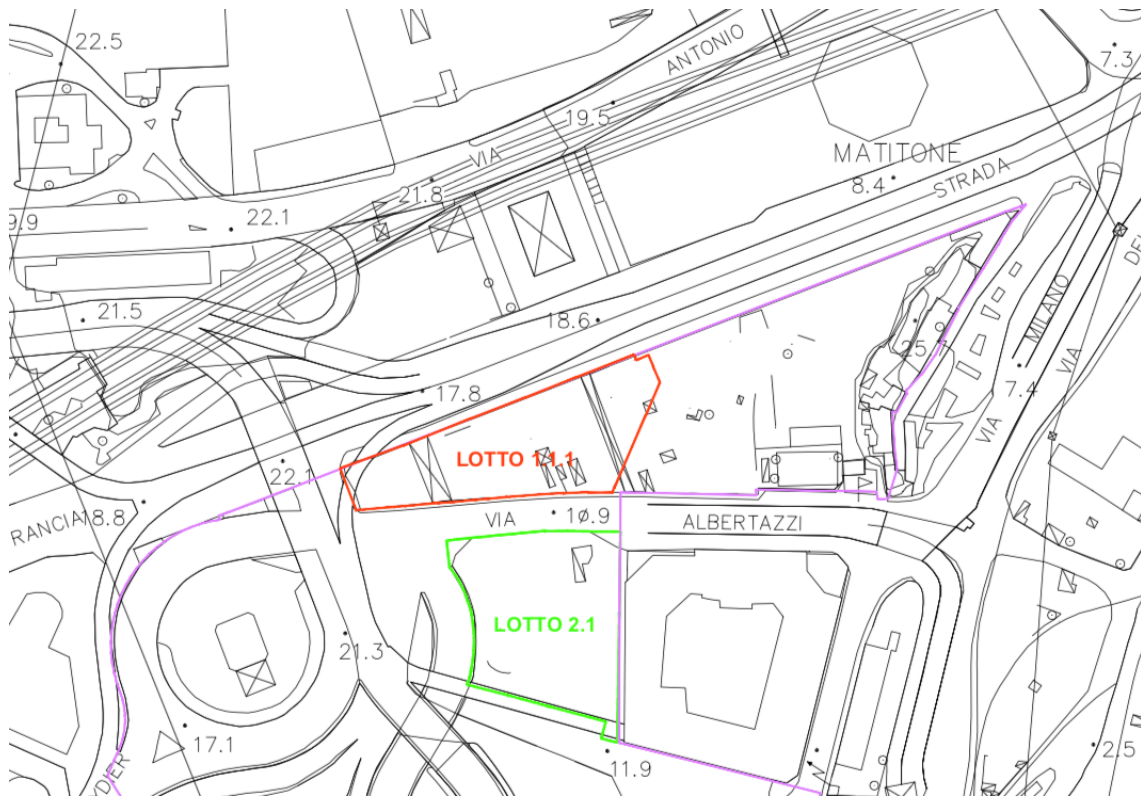 22.5
ANTONIO
7.3
19.5
VIA
MATITONE
8.4
STRADA
21.8
9.9
22.1
21.5
18.6
25.7
MILANO
VIA
7.4
VIA
17.8
LOTTO 1.1.1
22.1
18.8
RANCIA
VIA
10.9
ALBERTAZZI
LOTTO 2.1
21.3
17.1
11.9
2.5